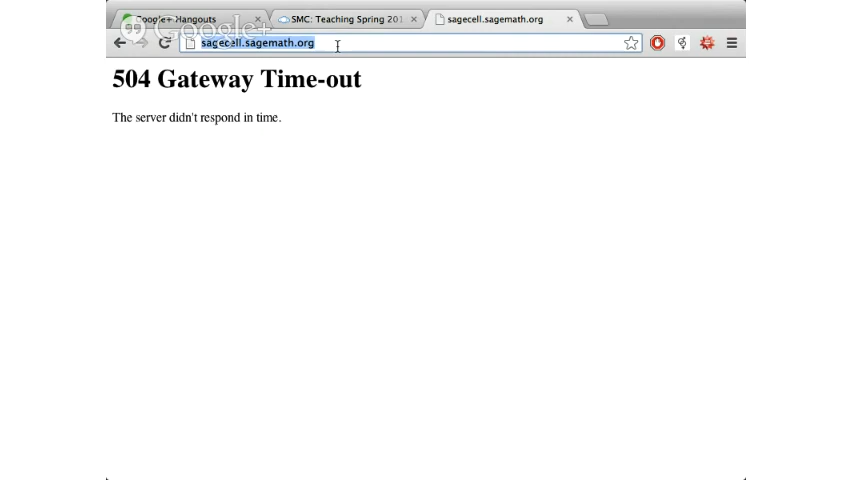 Google+ Hangouts
SMC: Teaching Spring 201
sagecell.sagemath.org
Google+
sagecell.sagemath.org
504 Gateway Time-out
The server didn't respond in time.